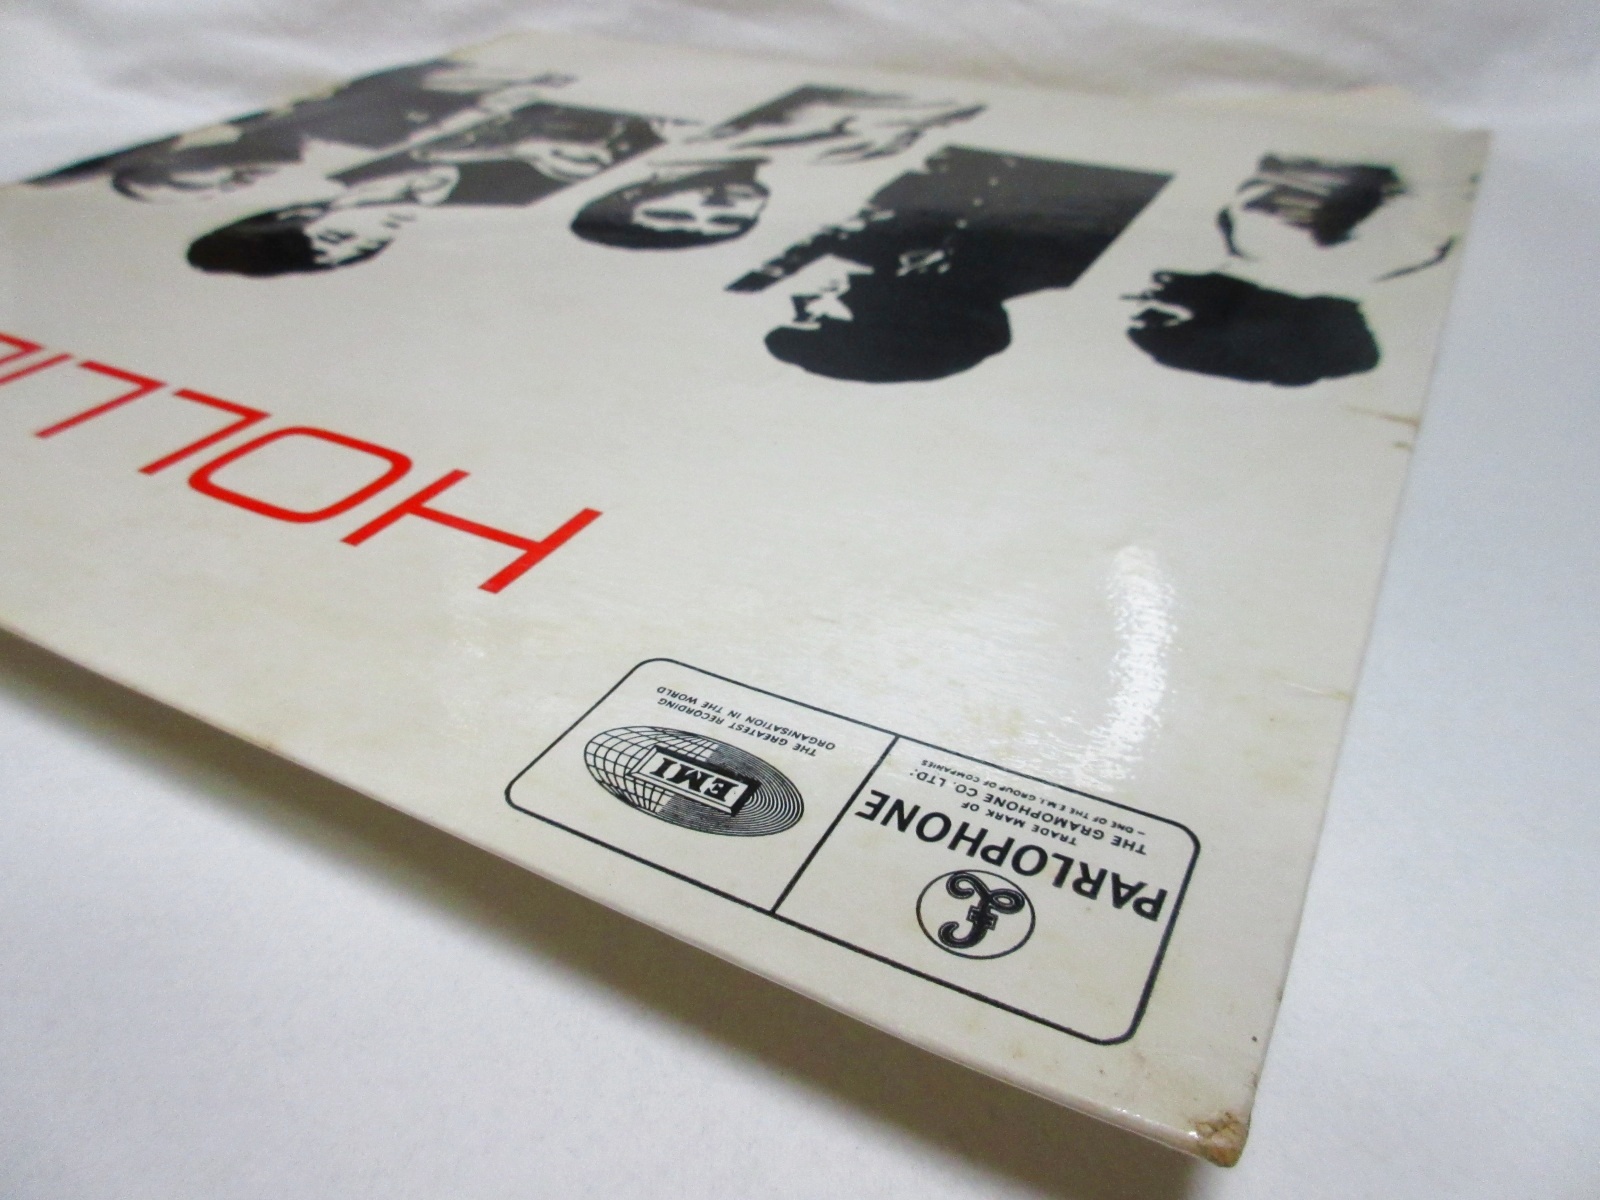 HOLLI
PARLOPHONE
TRADE MARK OF
THE GRAMOPHONE CO. LTD.
— ONE OF THE E.M.I. GROUP OF COMPANIES
EMI
THE GREATEST RECORDING
ORGANISATION IN THE WORLD